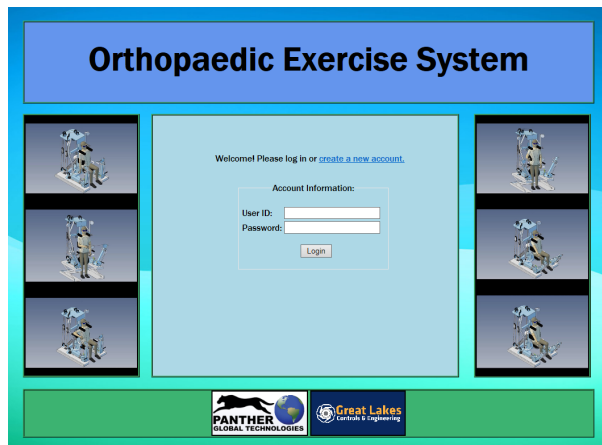 Orthopaedic Exercise System
Welcome! Please log in or create a new account.
Account Information:
User ID:
Password:
Login
PANTHER
GLOBAL TECHNOLOGIES
Great Lakes
Controls & Engineering